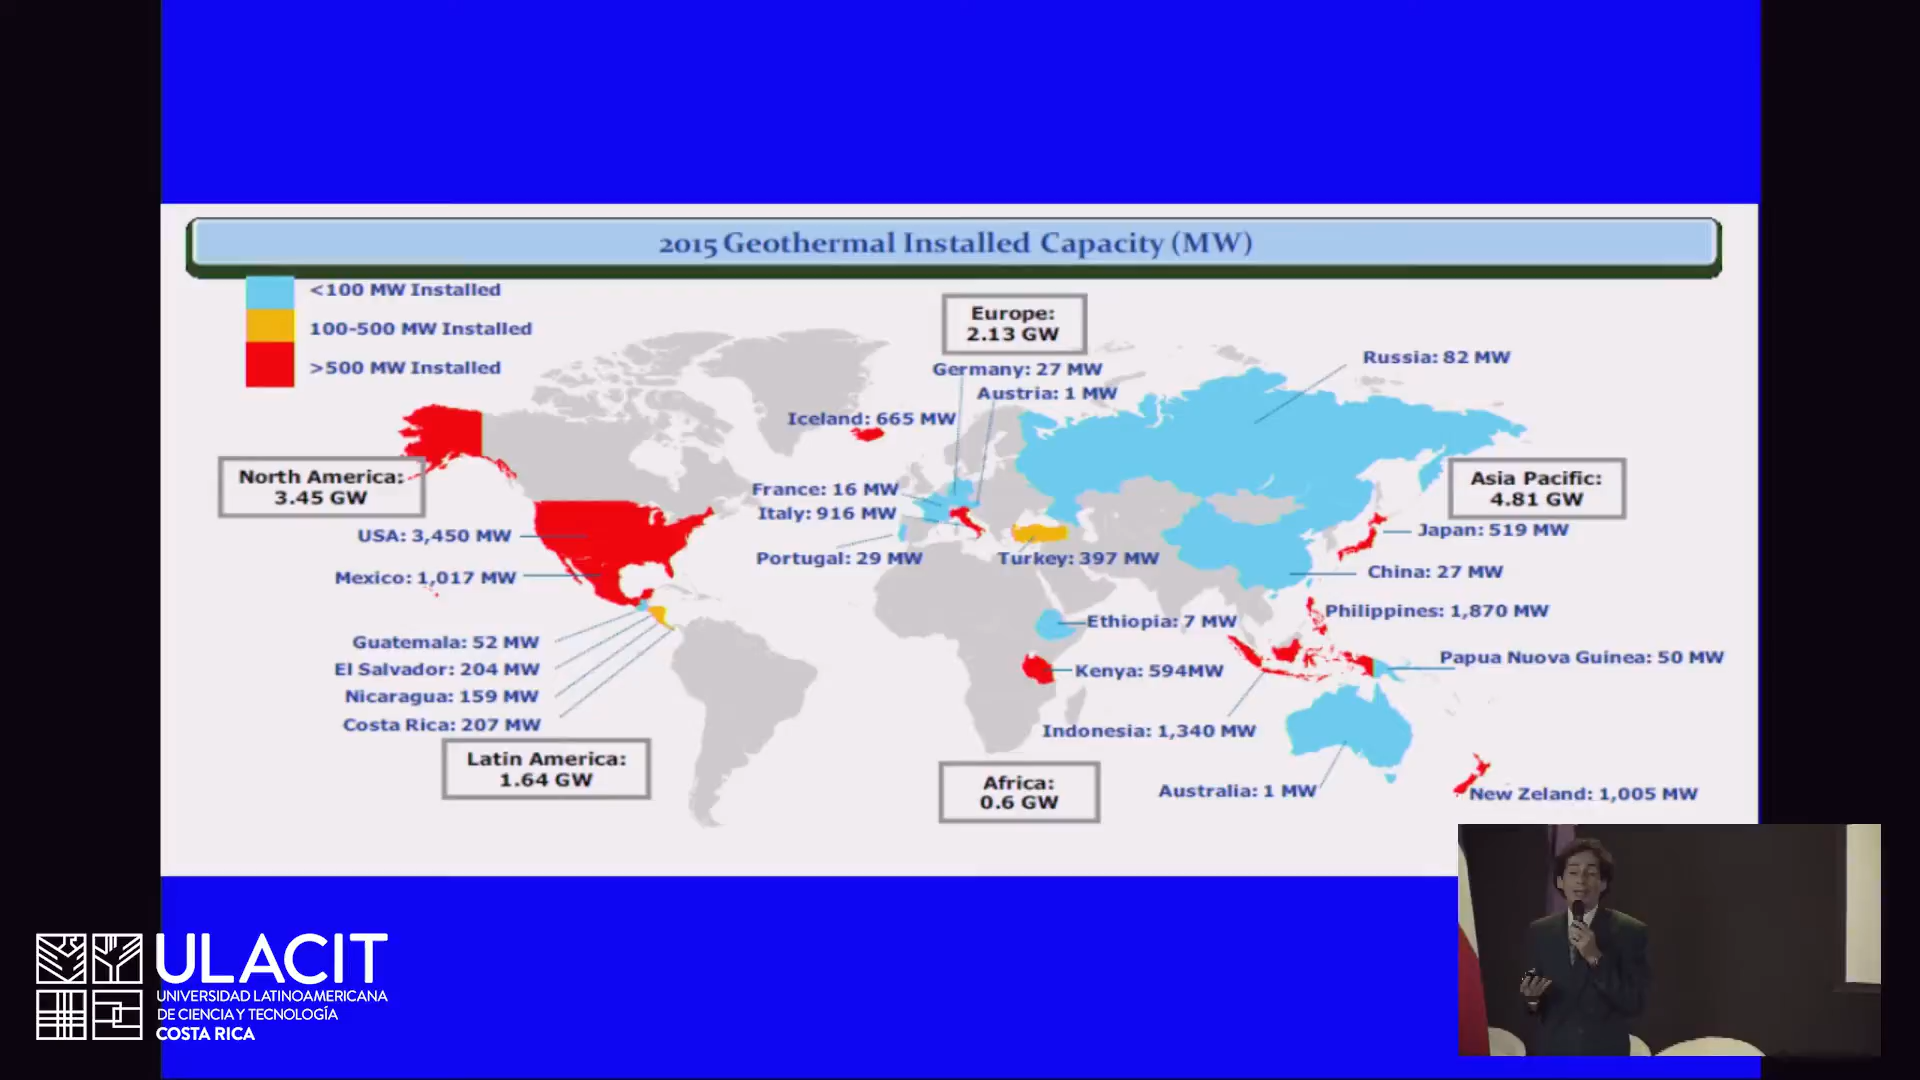 2015 Geothermal Installed Capacity (MW)
<100 MW Installed
100-500 MW Installed
>500 MW Installed
Europe:
2.13 GW
Germany: 27 MW
Austria: 1 MW
Iceland: 665 MW
Russia: 82 MW
North America:
3.45 GW
Asia Pacific:
4.81 GW
France: 16 MW
Italy: 916 MW
USA: 3,450 MW
Japan: 519 MW
Portugal: 29 MW
Turkey: 397 MW
Mexico: 1,017 MW
China: 27 MW
Philippines: 1,870 MW
Ethiopia: 7 MW
Guatemala: 52 MW
El Salvador: 204 MW
Nicaragua: 159 MW
Costa Rica: 207 MW
Kenya: 594MW
Papua Nuova Guinea: 50 MW
Indonesia: 1,340 MW
Latin America:
1.64 GW
Africa:
0.6 GW
Australia: 1 MW
New Zeland: 1,005 MW
ULACIT
UNIVERSIDAD LATINOAMERICANA
DE CIENCIA Y TECNOLOGÍA
COSTA RICA